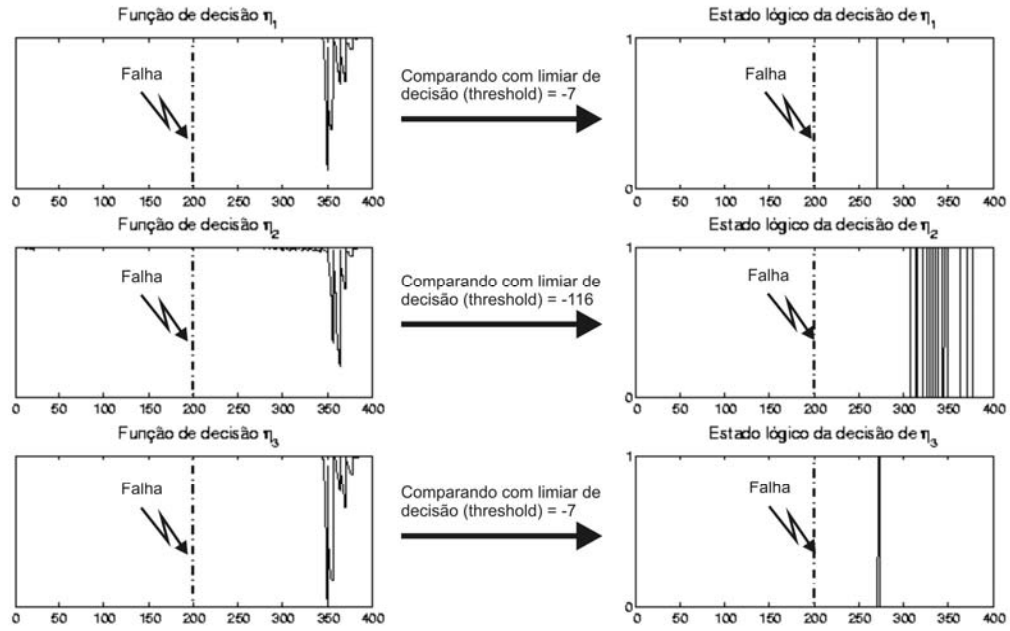 Função de decisão η1
Estado lógico da decisão de η1
1
Falha
Comparando com limiar de
decisão (threshold) = -7
Falha
0
0 50 100 150 200 250 300 350 400
0 50 100 150 200 250 300 350 400
Função de decisão η2
Estado lógico da decisão de η2
1
Falha
Comparando com limiar de
decisão (threshold) = -116
Falha
0
0 50 100 150 200 250 300 350 400
0 50 100 150 200 250 300 350 400
Função de decisão η3
Estado lógico da decisão de η3
1
Falha
Comparando com limiar de
decisão (threshold) = -7
Falha
0
0 50 100 150 200 250 300 350 400
0 50 100 150 200 250 300 350 400